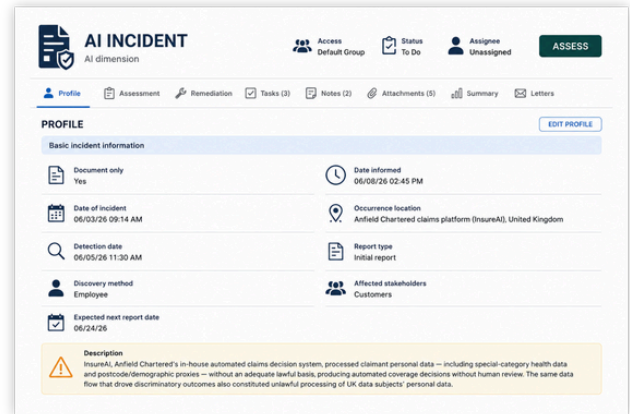 AI INCIDENT
AI dimension
Access
Default Group
Status
To Do
Assignee
Unassigned
ASSESS
Profile
Assessment
Remediation
Tasks (3)
Notes (2)
Attachments (5)
Summary
Letters
PROFILE
EDIT PROFILE
Basic incident information
Document only
Yes
Date informed
06/08/26 02:45 PM
Date of incident
06/03/26 09:14 AM
Occurrence location
Anfield Chartered claims platform (InsureAI), United Kingdom
Detection date
06/05/26 11:30 AM
Report type
Initial report
Discovery method
Employee
Affected stakeholders
Customers
Expected next report date
06/24/26
Description
InsureAI, Anfield Chartered's in-house automated claims decision system, processed claimant personal data — including special-category health data
and postcode/demographic proxies — without an adequate lawful basis, producing automated coverage decisions without human review. The same data
flow that drove discriminatory outcomes also constituted unlawful processing of UK data subjects' personal data.